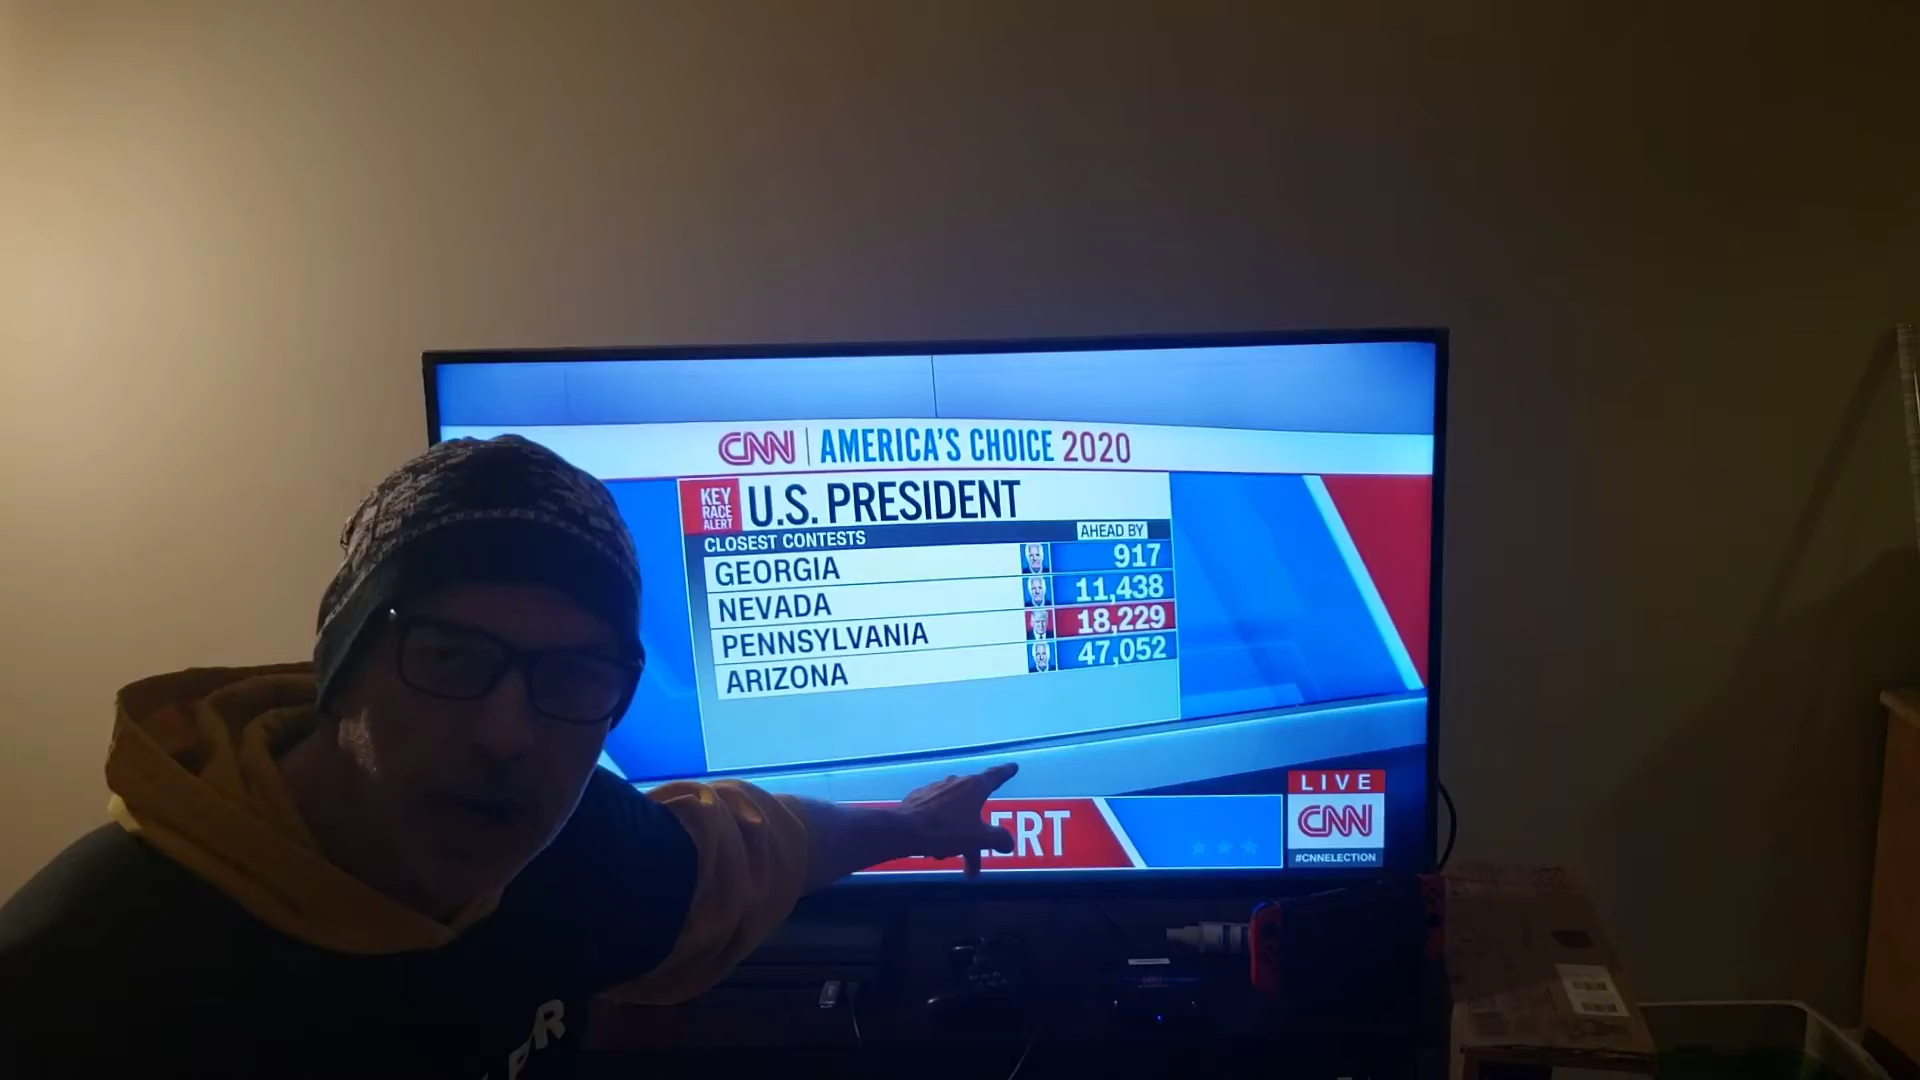 CNN AMERICA'S CHOICE 2020
KEY RACE ALERT
U.S. PRESIDENT
CLOSEST CONTESTS AHEAD BY
GEORGIA 917
NEVADA 11,438
PENNSYLVANIA 18,229
ARIZONA 47,052
LIVE
CNN
#CNNELECTION